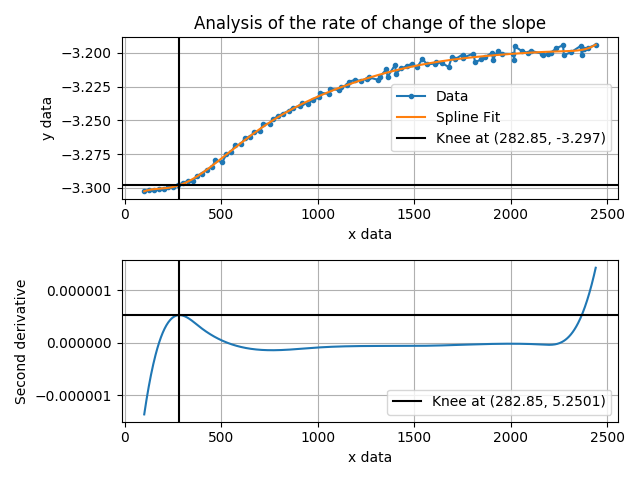 Analysis of the rate of change of the slope
y data
−3.200
−3.225
−3.250
−3.275
−3.300
Data
Spline Fit
Knee at (282.85, -3.297)
0 500 1000 1500 2000 2500
x data
Second derivative
0.000001
0.000000
−0.000001
Knee at (282.85, 5.2501)
0 500 1000 1500 2000 2500
x data